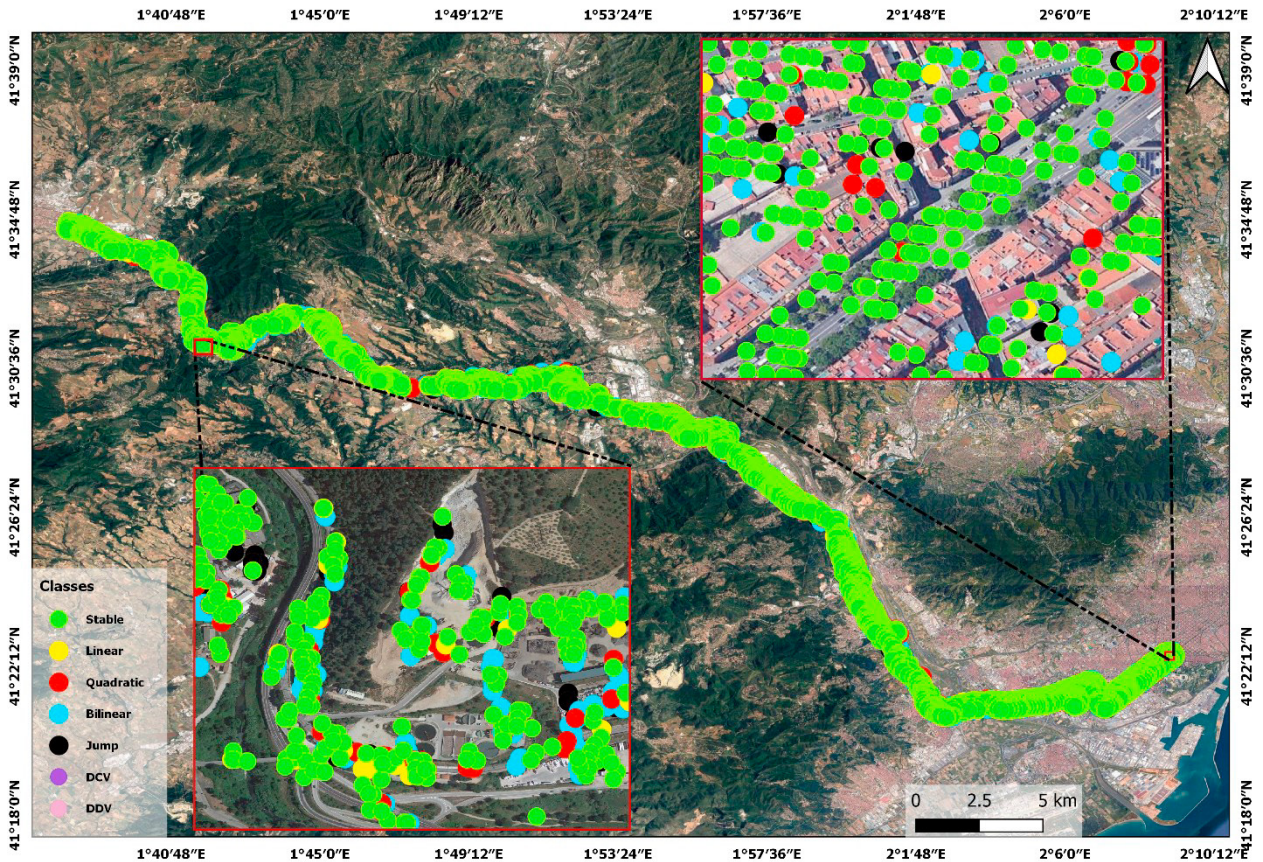 1°40′48″E 1°45′0″E 1°49′12″E 1°53′24″E 1°57′36″E 2°1′48″E 2°6′0″E 2°10′12″E
41°39′0″N 41°39′0″N
41°34′48″N 41°34′48″N
41°30′36″N 41°30′36″N
41°26′24″N 41°26′24″N
41°22′12″N 41°22′12″N
41°18′0″N 41°18′0″N
Classes
Stable
Linear
Quadratic
Bilinear
Jump
DCV
DDV
0 2.5 5 km
1°40′48″E 1°45′0″E 1°49′12″E 1°53′24″E 1°57′36″E 2°1′48″E 2°6′0″E 2°10′12″E